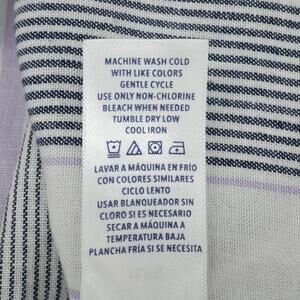 MACHINE WASH COLD
WITH LIKE COLORS
GENTLE CYCLE
USE ONLY NON-CHLORINE
BLEACH WHEN NEEDED
TUMBLE DRY LOW
COOL IRON
LAVAR A MÁQUINA EN FRÍO
CON COLORES SIMILARES
CICLO LENTO
USAR BLANQUEADOR SIN
CLORO SI ES NECESARIO
SECAR A MÁQUINA A
TEMPERATURA BAJA
PLANCHA FRÍA SI SE NECESITA